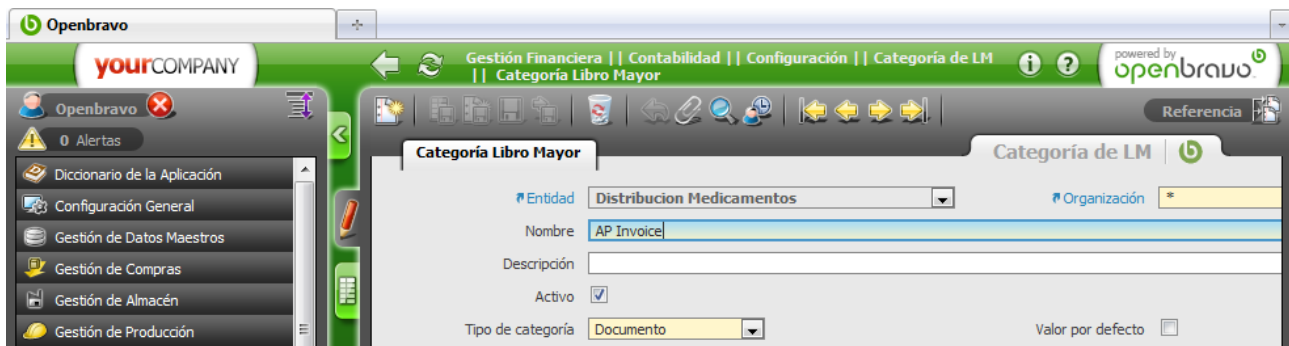 Openbravo
yourCOMPANY
Gestión Financiera || Contabilidad || Configuración || Categoría de LM
|| Categoría Libro Mayor
powered by
openbravo
Openbravo
Referencia
0 Alertas
Categoría Libro Mayor
Categoría de LM
Diccionario de la Aplicación
Configuración General
Gestión de Datos Maestros
Gestión de Compras
Gestión de Almacén
Gestión de Producción
Entidad Distribucion Medicamentos Organización *
Nombre AP Invoice
Descripción
Activo
Tipo de categoría Documento Valor por defecto